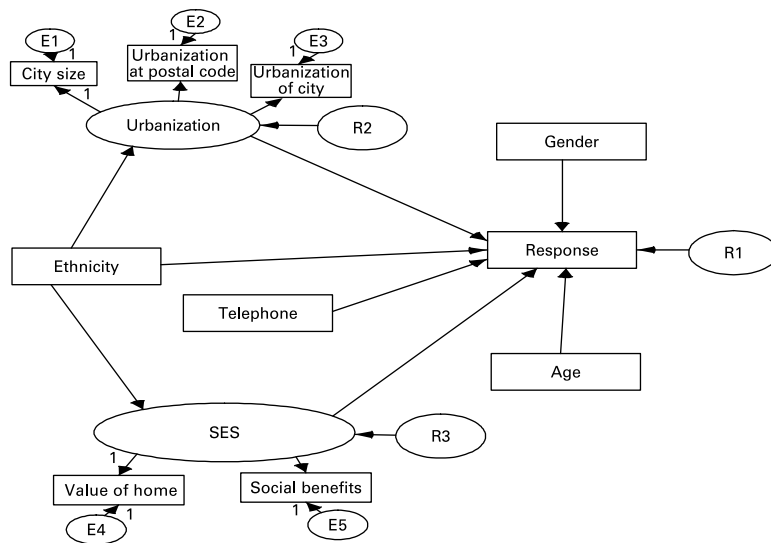 E1
1
City size
1
E2
1
Urbanization
at postal code
E3
1
Urbanization
of city
Urbanization
R2
Gender
Ethnicity
Response
R1
Telephone
Age
SES
R3
1
Value of home
1
E4
Social benefits
1
E5